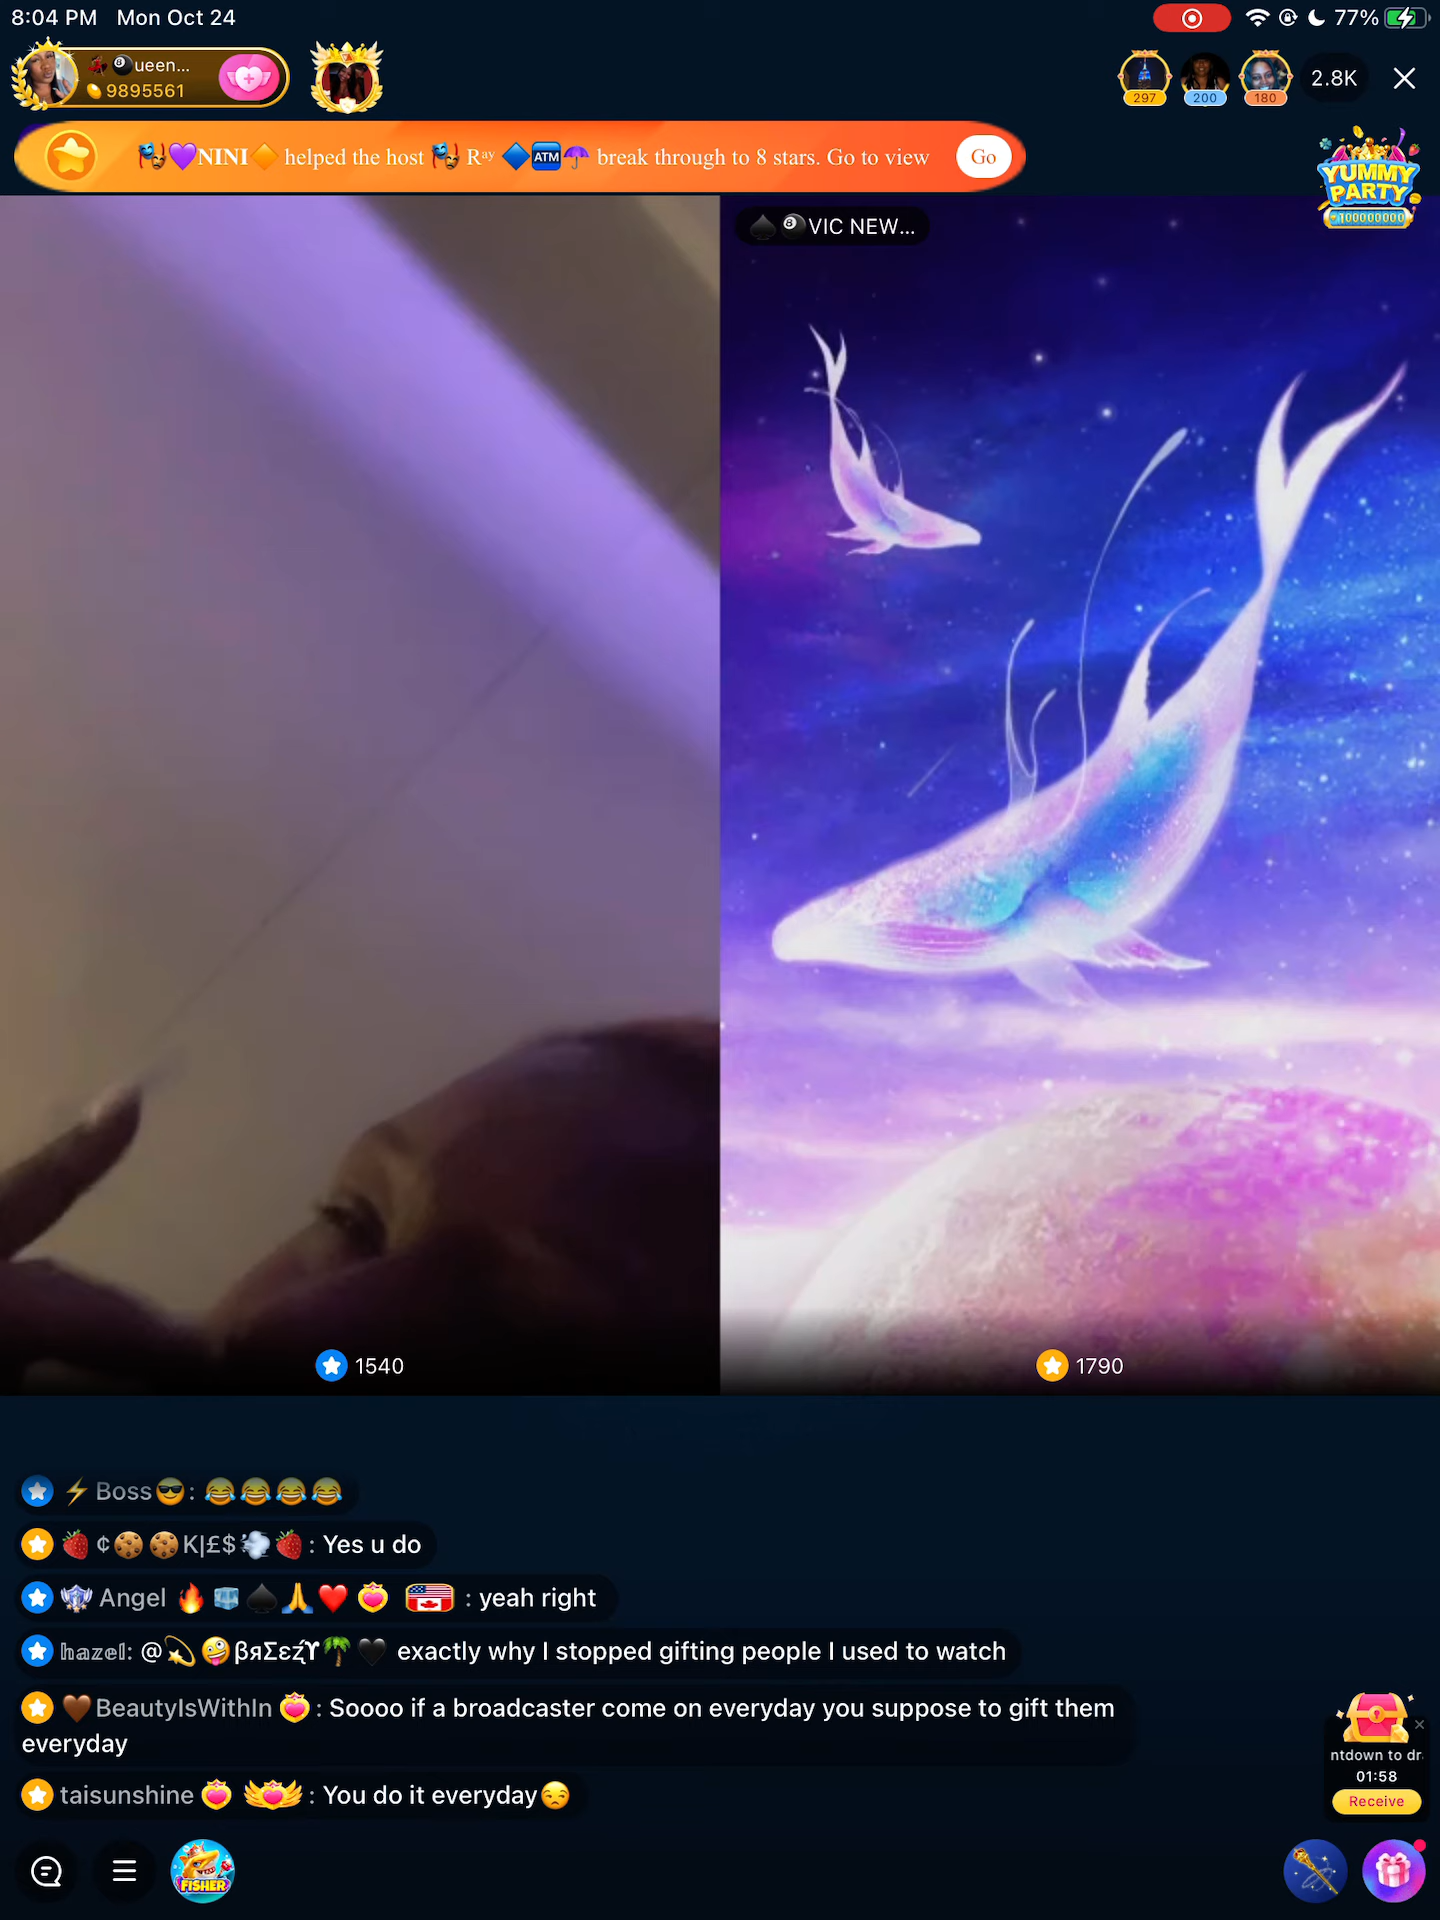 8:04 PM Mon Oct 24
77%
💃🎱ueen...
9895561
297 200 180 2.8K
🎭💜NINI🔶 helped the host 🎭 Rᵃʸ 🔷🏧☂️ break through to 8 stars. Go to view Go
YUMMY
PARTY
100000000
♠️🎱VIC NEW...
1540
1790
⚡Boss😎: 😂😂😂😂
🍓¢🍪🍪K|£$💨🍓: Yes u do
Angel 🔥🧊♠️🙏❤️ : yeah right
𝕙𝕒𝕫𝕖𝕝: @💫🤪βяΣεźϒ🌴🖤 exactly why I stopped gifting people I used to watch
🤎BeautyIsWithIn : Soooo if a broadcaster come on everyday you suppose to gift them
everyday
taisunshine : You do it everyday😒
ntdown to dr
01:58
Receive
FISHER